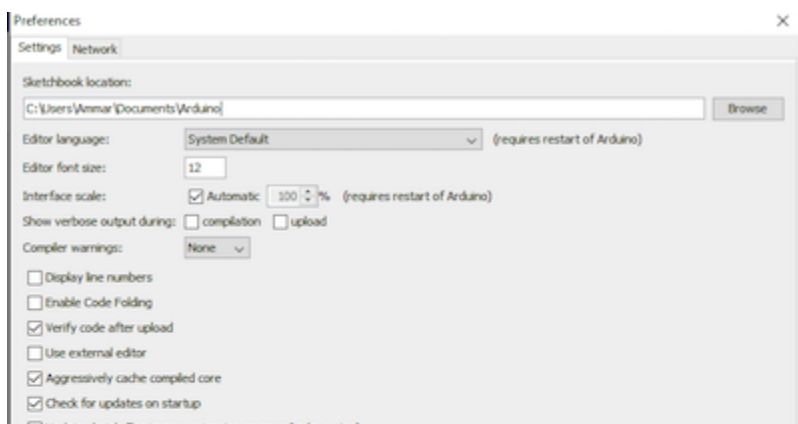 Preferences
Settings Network
Sketchbook location:
C:\Users\Ammar\Documents\Arduino
Browse
Editor language: System Default (requires restart of Arduino)
Editor font size: 12
Interface scale: Automatic 100 % (requires restart of Arduino)
Show verbose output during: compilation upload
Compiler warnings: None
Display line numbers
Enable Code Folding
Verify code after upload
Use external editor
Aggressively cache compiled core
Check for updates on startup